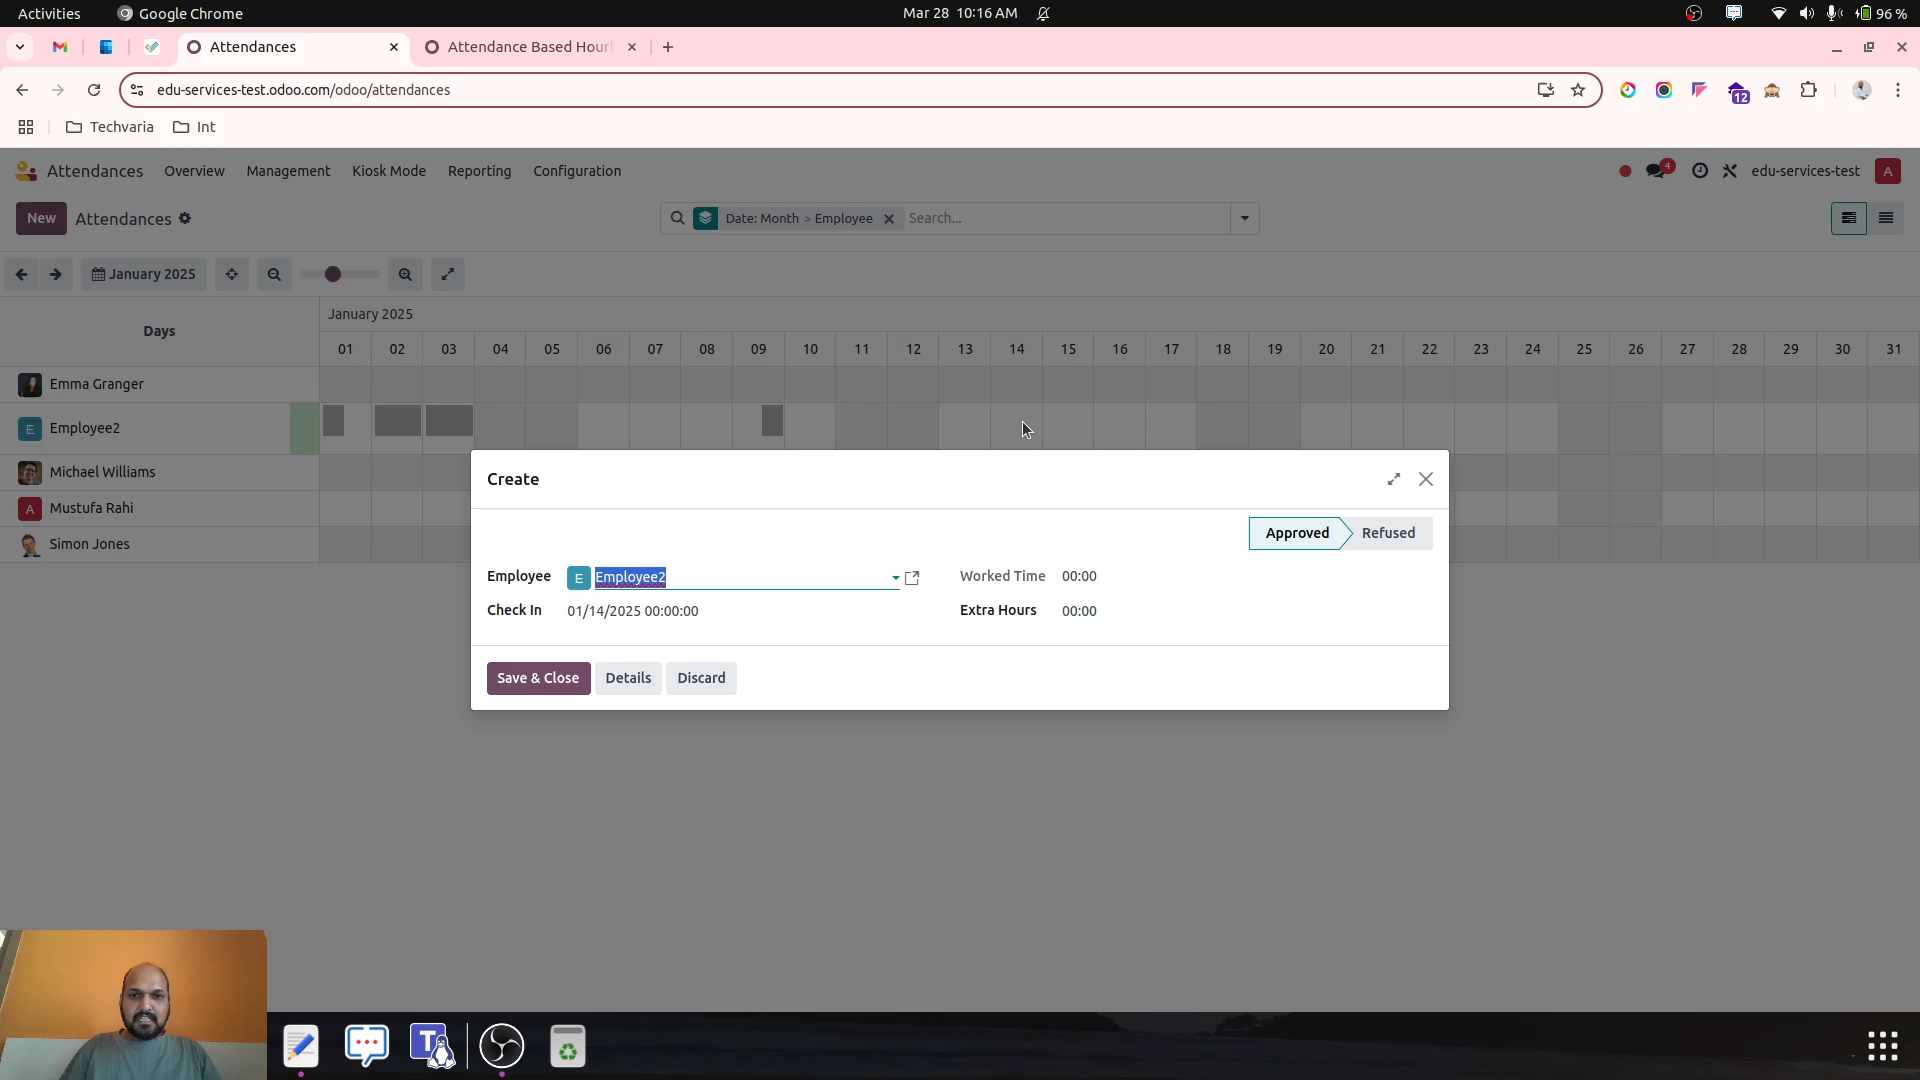 Activities
Google Chrome
Mar 28 10:16 AM
96 %
Attendances
Attendance Based Hour
edu-services-test.odoo.com/odoo/attendances
12
Techvaria
Int
Attendances
Overview
Management
Kiosk Mode
Reporting
Configuration
4
edu-services-test
A
New
Attendances
Date: Month > Employee
Search...
January 2025
Days
January 2025
01 02 03 04 05 06 07 08 09 10 11 12 13 14 15 16 17 18 19 20 21 22 23 24 25 26 27 28 29 30 31
Emma Granger
E Employee2
Michael Williams
A Mustufa Rahi
Simon Jones
Create
Approved
Refused
Employee
E Employee2
Worked Time 00:00
Check In 01/14/2025 00:00:00
Extra Hours 00:00
Save & Close
Details
Discard
T